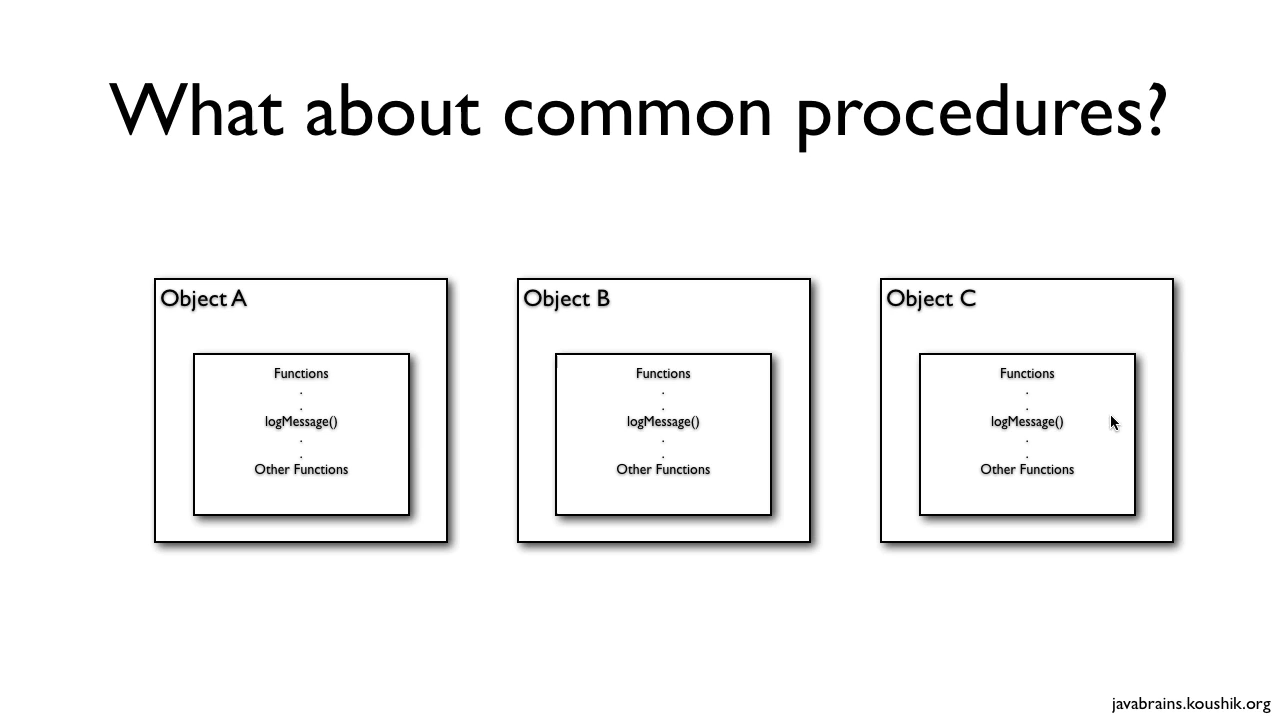 What about common procedures?
Object A
Functions
.
.
logMessage()
.
.
Other Functions
Object B
Functions
.
.
logMessage()
.
.
Other Functions
Object C
Functions
.
.
logMessage()
.
.
Other Functions
javabrains.koushik.org